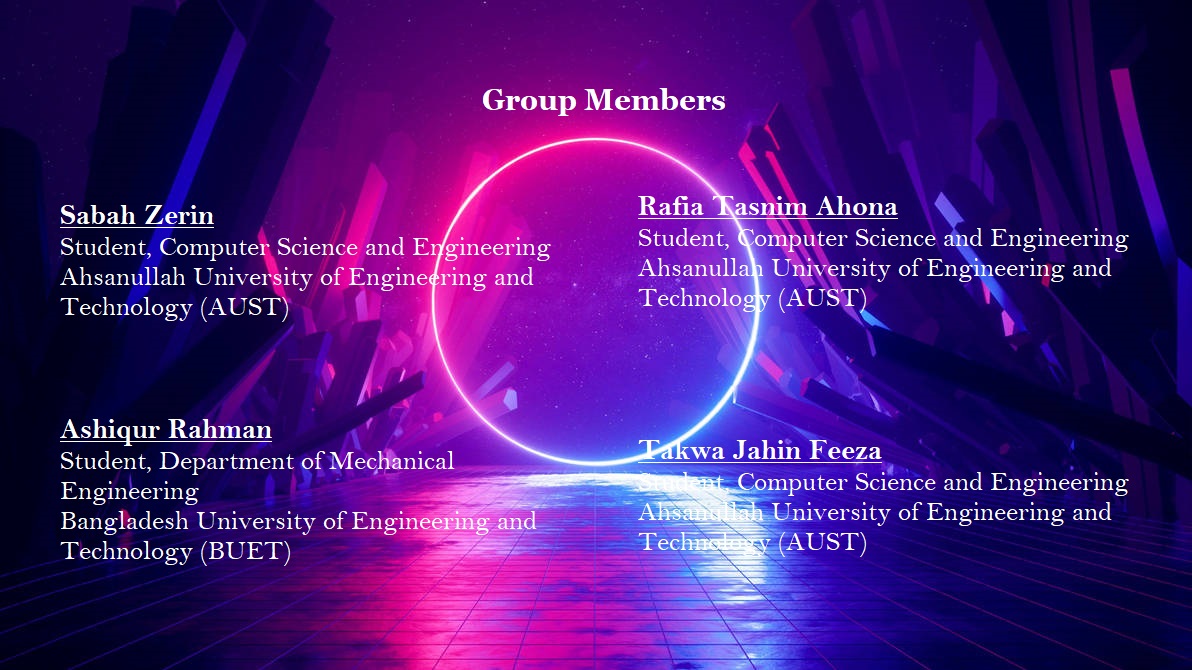 Group Members
Sabah Zerin
Student, Computer Science and Engineering
Ahsanullah University of Engineering and
Technology (AUST)
Rafia Tasnim Ahona
Student, Computer Science and Engineering
Ahsanullah University of Engineering and
Technology (AUST)
Ashiqur Rahman
Student, Department of Mechanical
Engineering
Bangladesh University of Engineering and
Technology (BUET)
Takwa Jahin Feeza
Student, Computer Science and Engineering
Ahsanullah University of Engineering and
Technology (AUST)